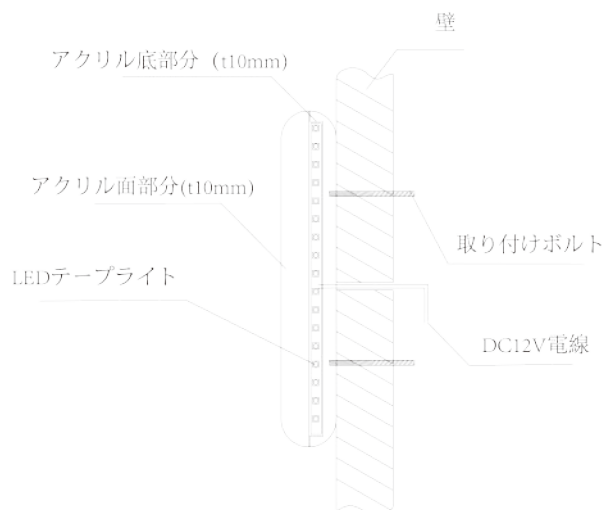 壁
アクリル底部分 (t10mm)
アクリル面部分(t10mm)
取り付けボルト
LEDテープライト
DC12V電線